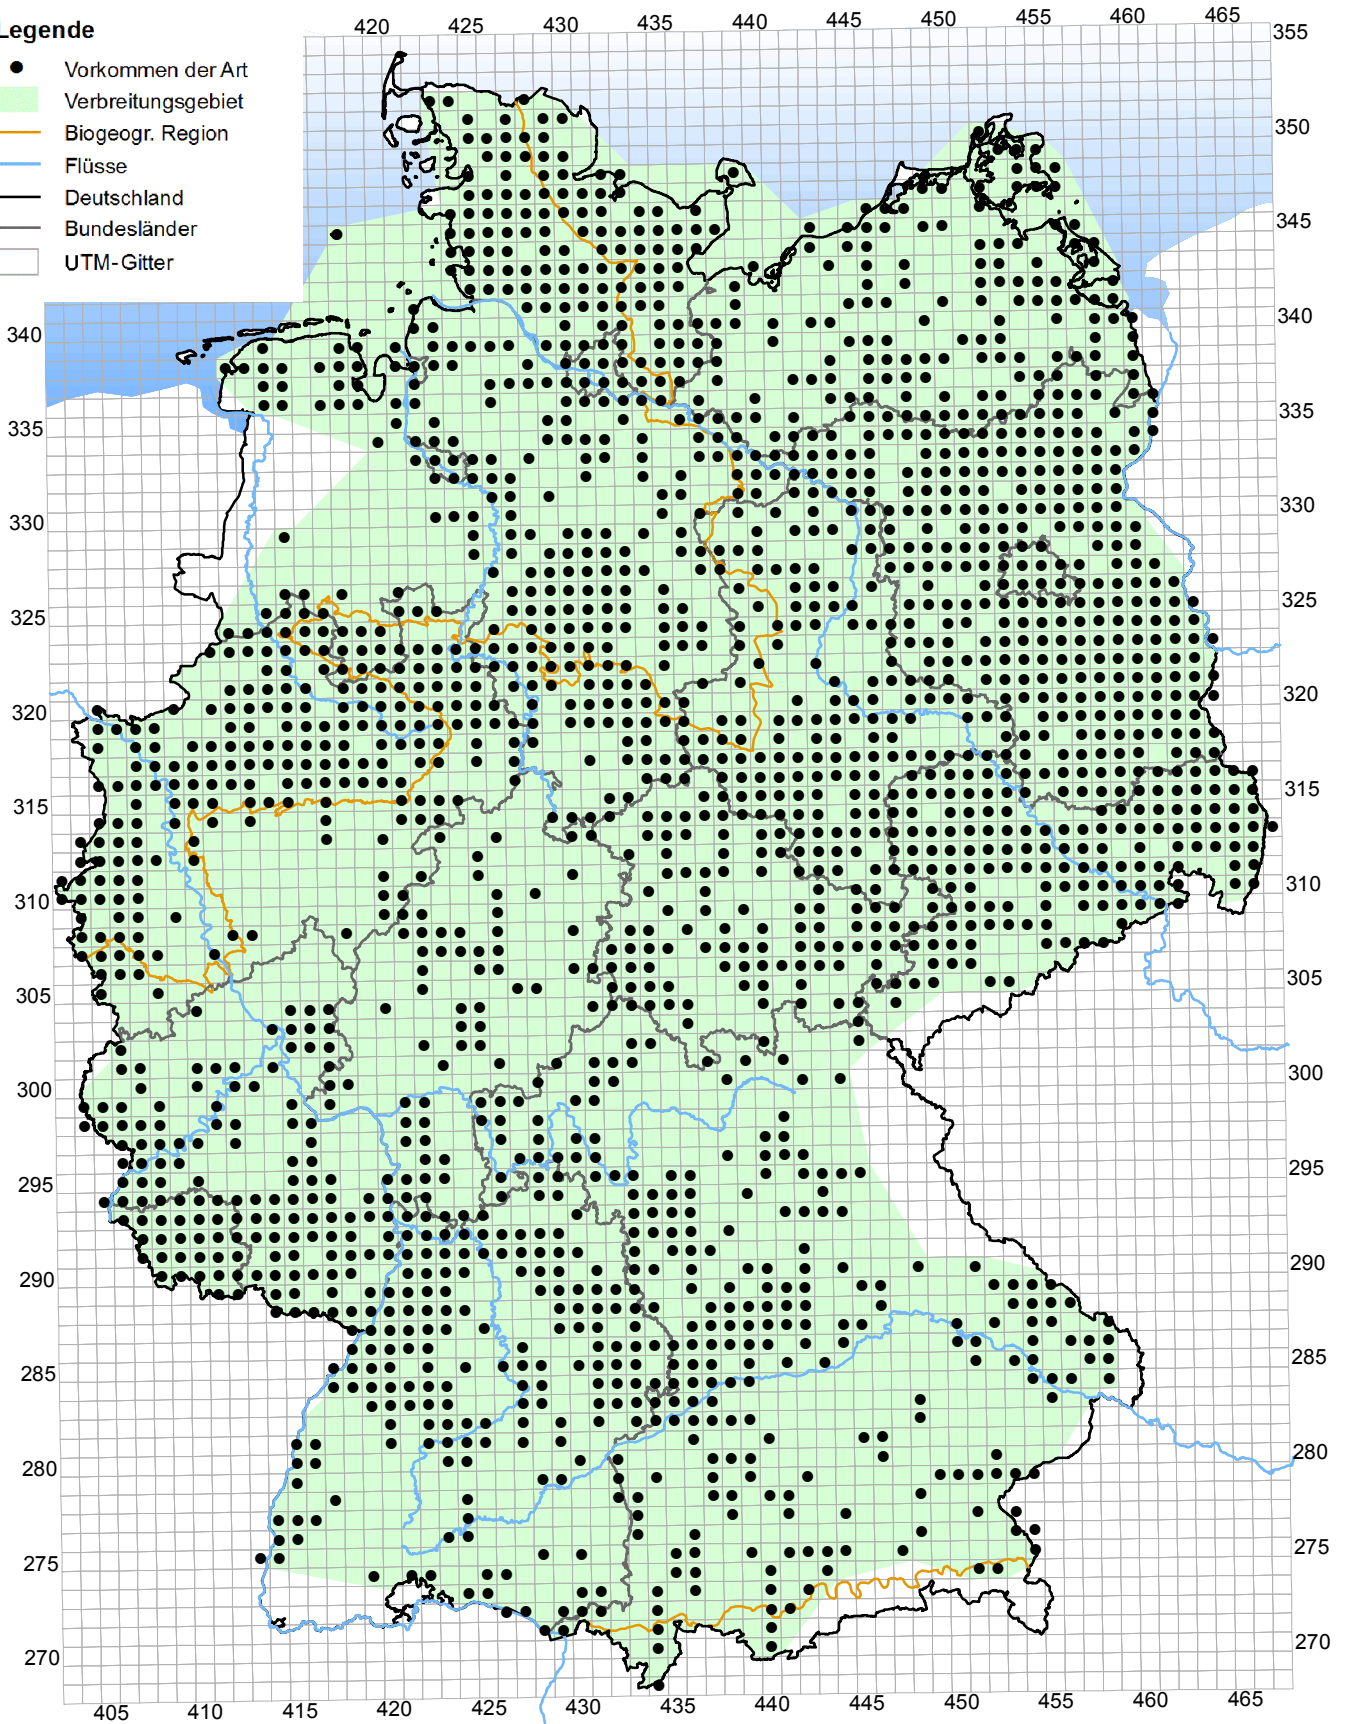 Legende
Vorkommen der Art
Verbreitungsgebiet
Biogeogr. Region
Flüsse
Deutschland
Bundesländer
UTM-Gitter
420 425 430 435 440 445 450 455 460 465
355
350
345
340 340
335 335
335 330
330 325
325 320
320 315
315 310
310 305
305 300
300 295
295 290
290 285
285 280
280 275
275 270
270
405 410 415 420 425 430 435 440 445 450 455 460 465